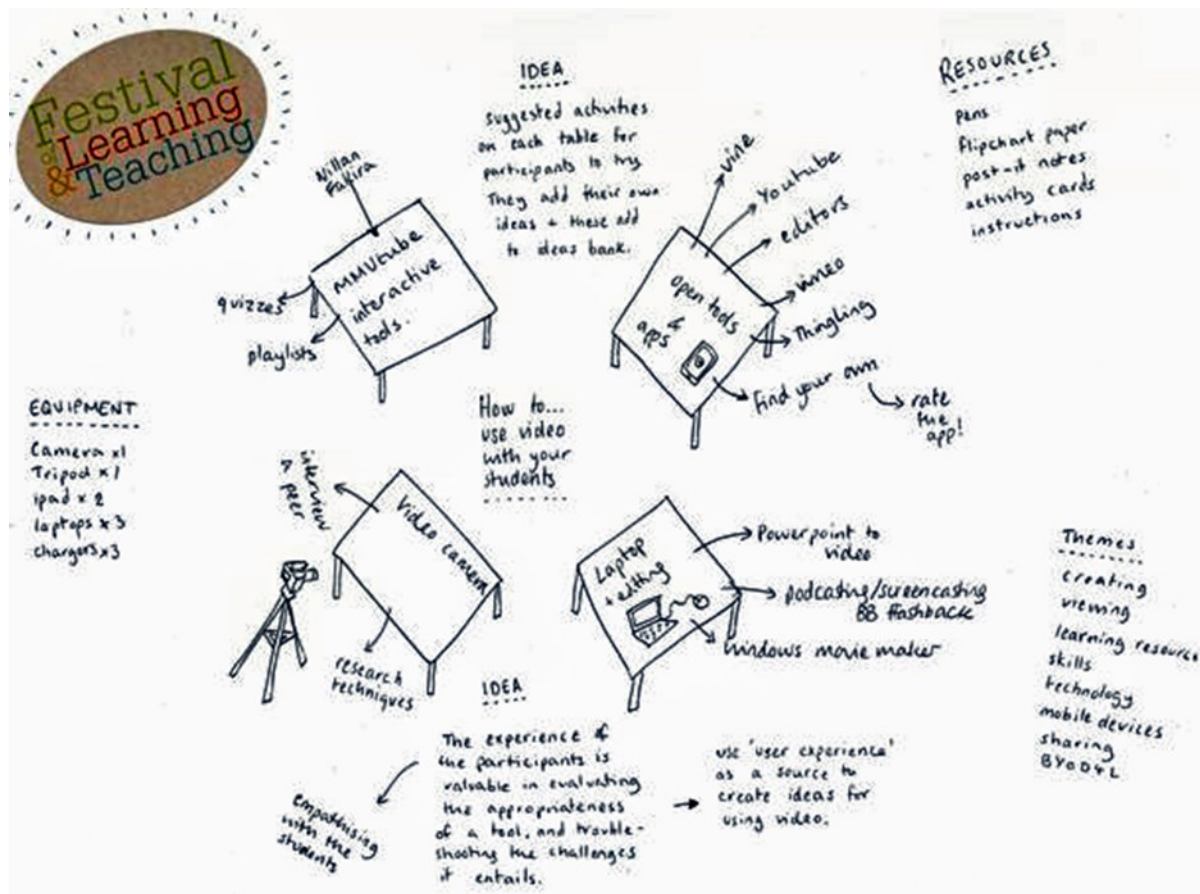 Festival
of Learning
& Teaching
IDEA
suggested activities
on each table for
participants to try
They add their own
ideas + these add
to ideas bank.
RESOURCES
pens
flipchart paper
post-it notes
activity cards
instructions
MMUtube
interactive
tools.
quizzes
playlists
open tools
&
apps
vine
Youtube
editors
vimeo
Thingling
find your own
rate
the
app!
EQUIPMENT
Camera x1
Tripod x1
ipad x 2
laptops x 3
chargers x3
How to...
use video
with your
students
Video camera
interview
a peer
research
techniques
Laptop
+ editing
Powerpoint to
video
podcasting/screencasting
BB flashback
windows movie maker
Themes
creating
viewing
learning resource
skills
technology
mobile devices
sharing
BYOD4L
IDEA
The experience of
the participants is
valuable in evaluating
the appropriateness
of a tool, and trouble-
shooting the challenges
it entails.
empathising
with the
students
use 'user experience'
as a source to
create ideas for
using video.